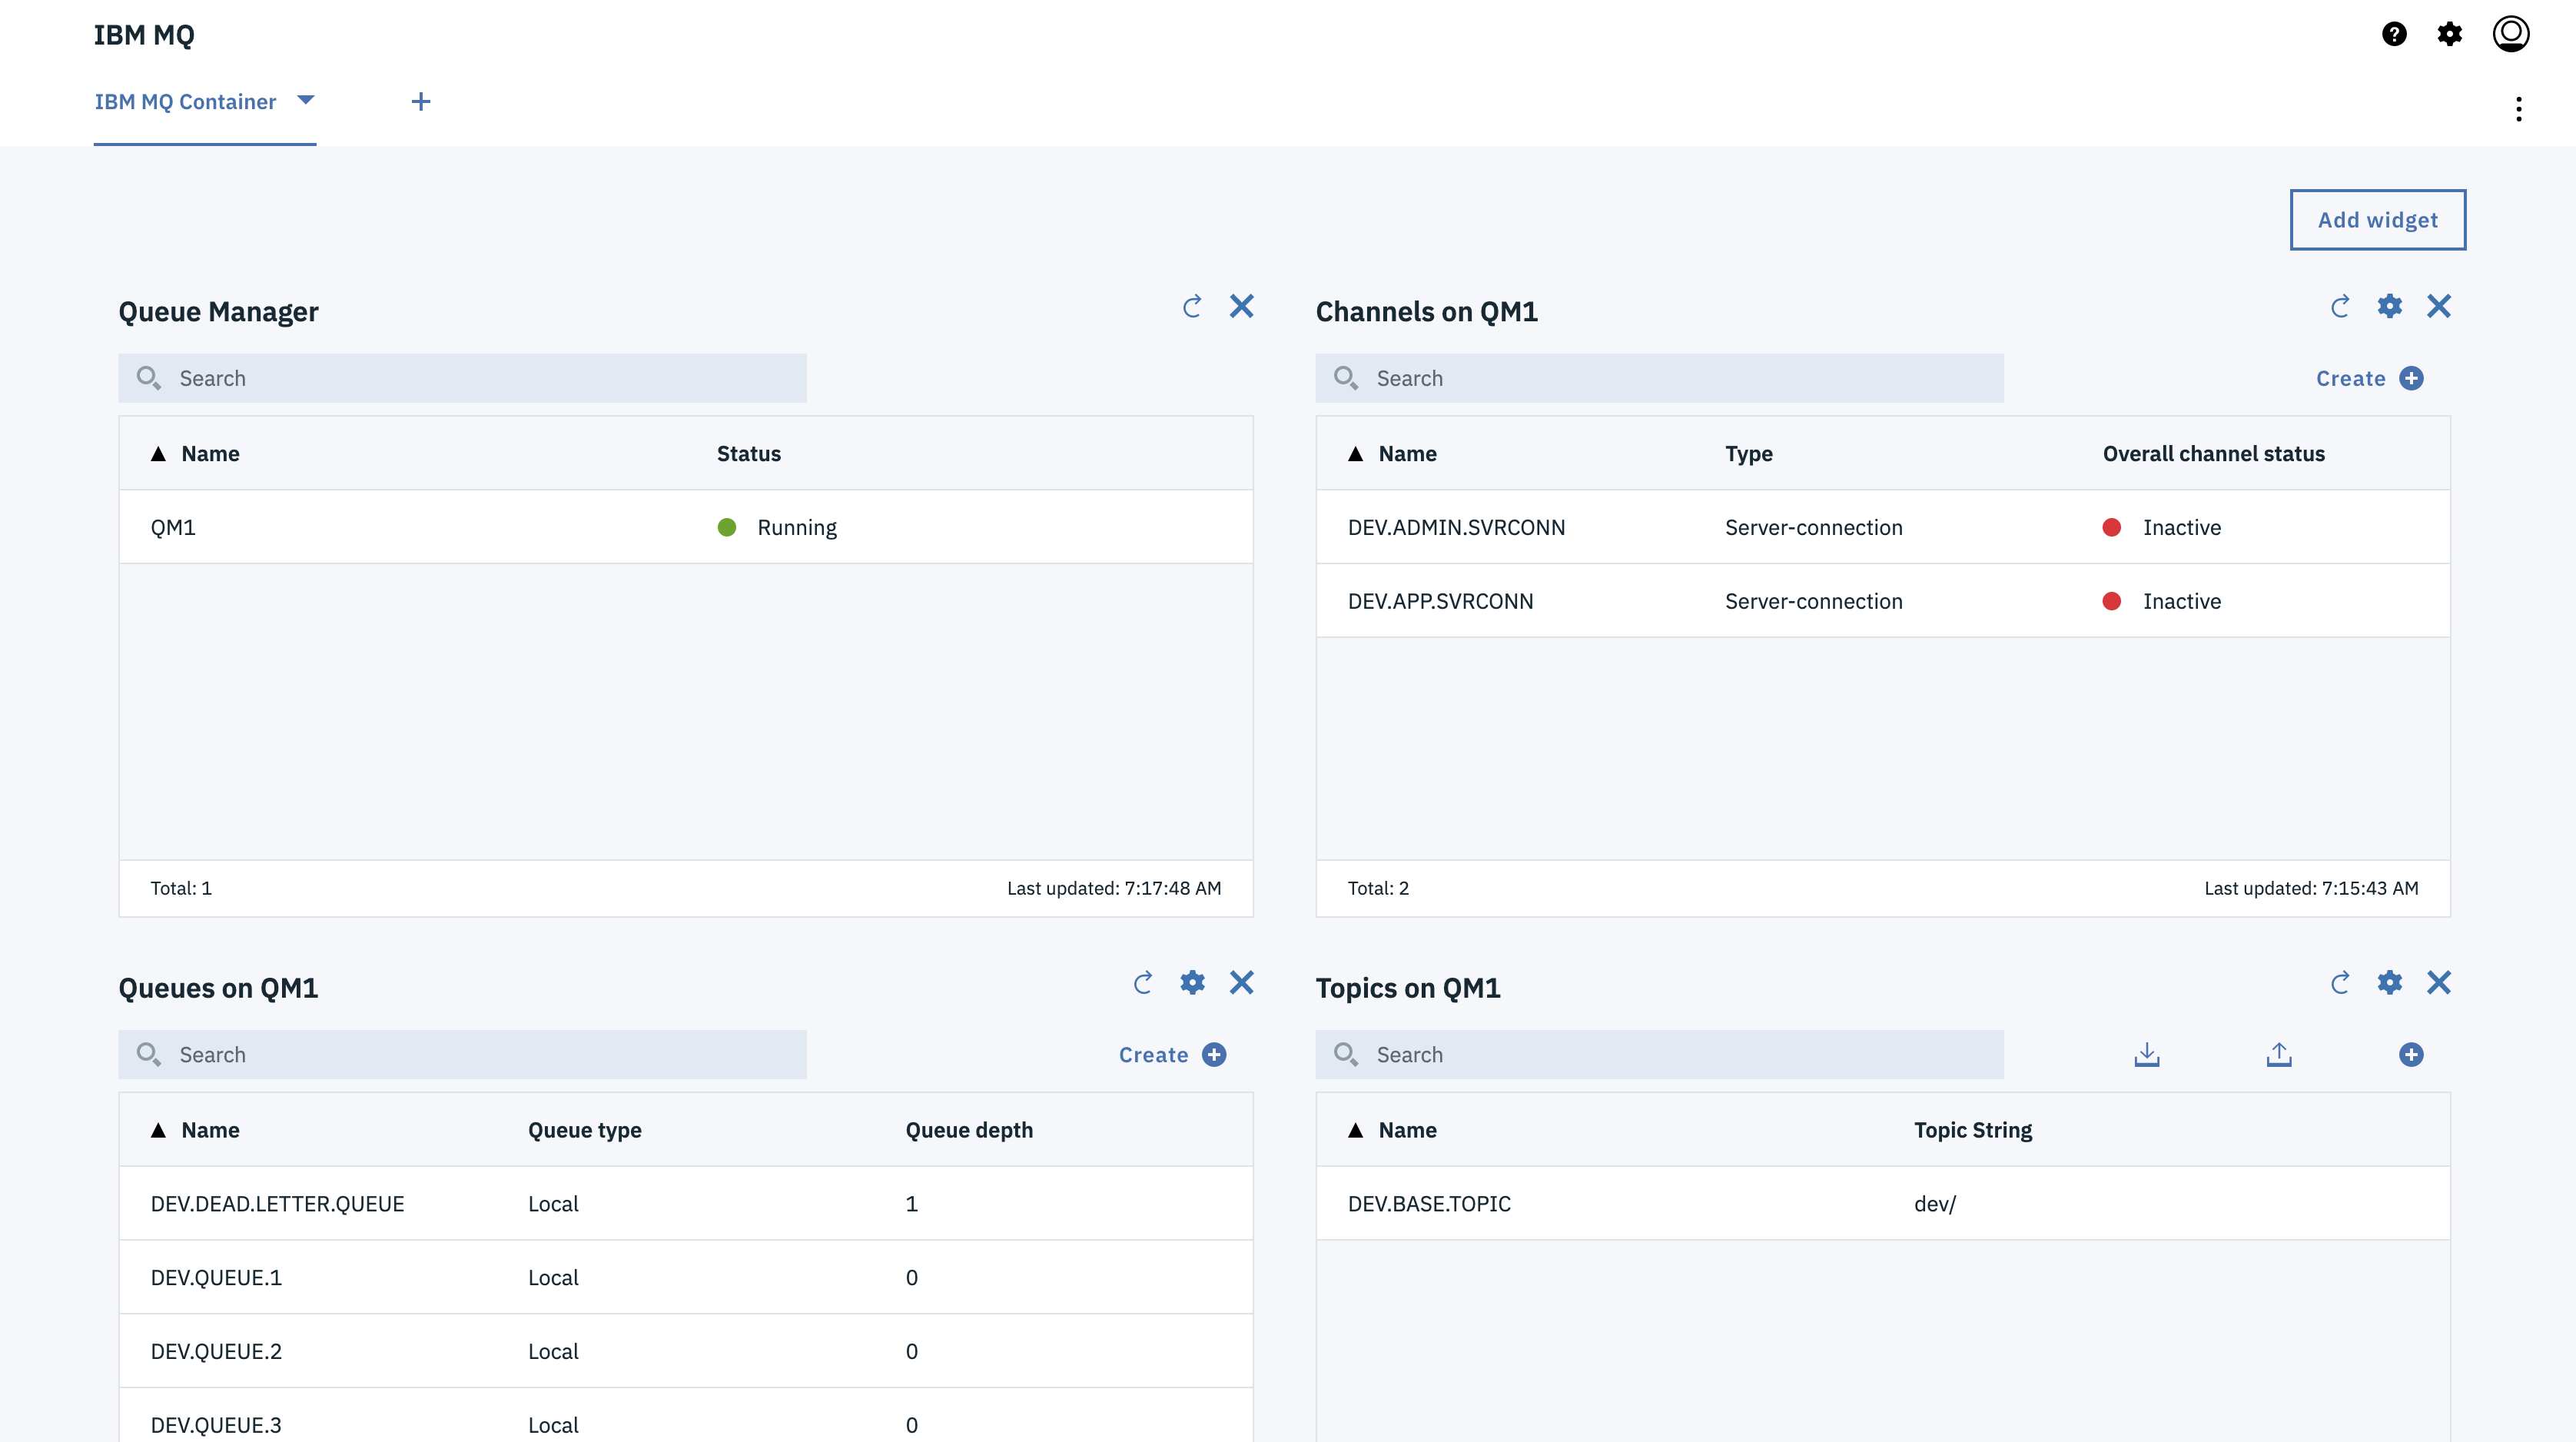 IBM MQ
IBM MQ Container
Add widget
Queue Manager
Search
Name Status
QM1 Running
Total: 1 Last updated: 7:17:48 AM
Channels on QM1
Search Create
Name Type Overall channel status
DEV.ADMIN.SVRCONN Server-connection Inactive
DEV.APP.SVRCONN Server-connection Inactive
Total: 2 Last updated: 7:15:43 AM
Queues on QM1
Search Create
Name Queue type Queue depth
DEV.DEAD.LETTER.QUEUE Local 1
DEV.QUEUE.1 Local 0
DEV.QUEUE.2 Local 0
DEV.QUEUE.3 Local 0
Topics on QM1
Search
Name Topic String
DEV.BASE.TOPIC dev/